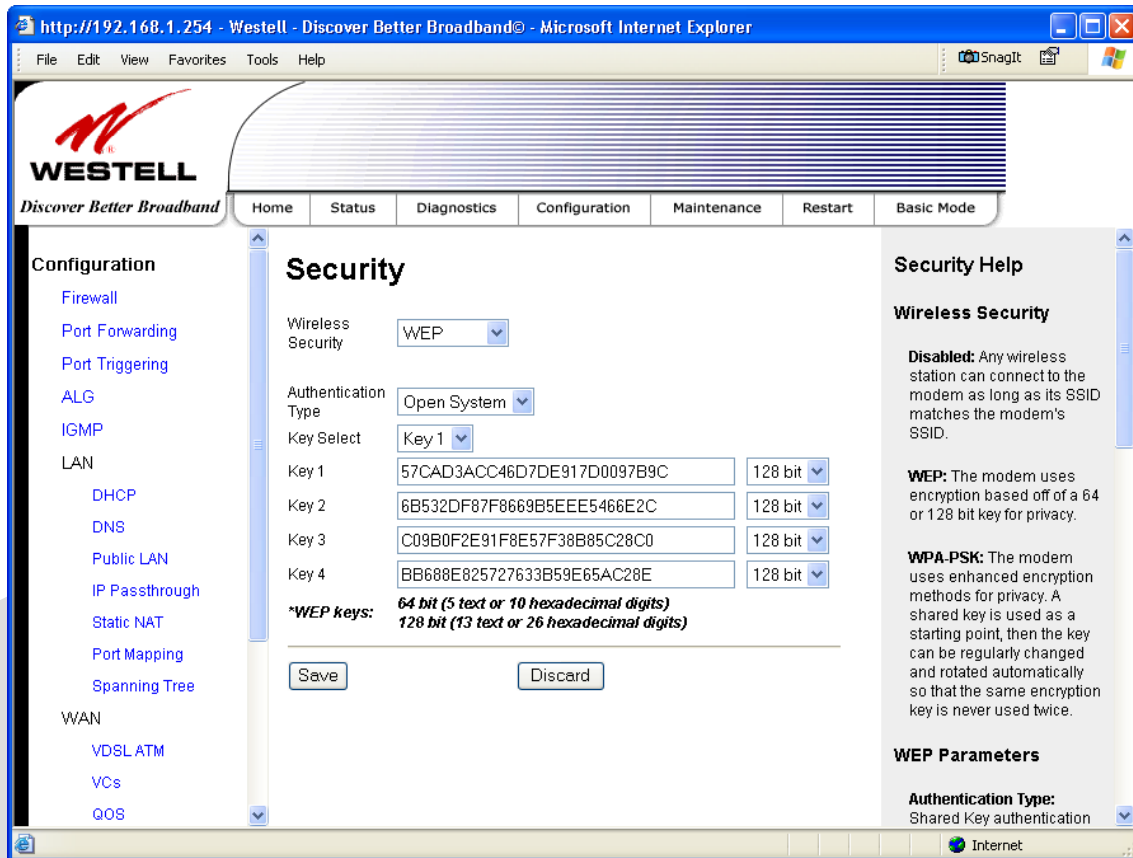 http://192.168.1.254 - Westell - Discover Better Broadband© - Microsoft Internet Explorer
File Edit View Favorites Tools Help
SnagIt
WESTELL
®
Discover Better Broadband
Home Status Diagnostics Configuration Maintenance Restart Basic Mode
Configuration
Firewall
Port Forwarding
Port Triggering
ALG
IGMP
LAN
DHCP
DNS
Public LAN
IP Passthrough
Static NAT
Port Mapping
Spanning Tree
WAN
VDSL ATM
VCs
QOS
Security
Wireless
Security
WEP
Authentication
Type
Open System
Key Select
Key 1
Key 1 57CAD3ACC46D7DE917D0097B9C 128 bit
Key 2 6B532DF87F8669B5EEE5466E2C 128 bit
Key 3 C09B0F2E91F8E57F38B85C28C0 128 bit
Key 4 BB688E825727633B59E65AC28E 128 bit
*WEP keys:
64 bit (5 text or 10 hexadecimal digits)
128 bit (13 text or 26 hexadecimal digits)
Save Discard
Security Help
Wireless Security
Disabled: Any wireless
station can connect to the
modem as long as its SSID
matches the modem's
SSID.
WEP: The modem uses
encryption based off of a 64
or 128 bit key for privacy.
WPA-PSK: The modem
uses enhanced encryption
methods for privacy. A
shared key is used as a
starting point, then the key
can be regularly changed
and rotated automatically
so that the same encryption
key is never used twice.
WEP Parameters
Authentication Type:
Shared Key authentication
Internet